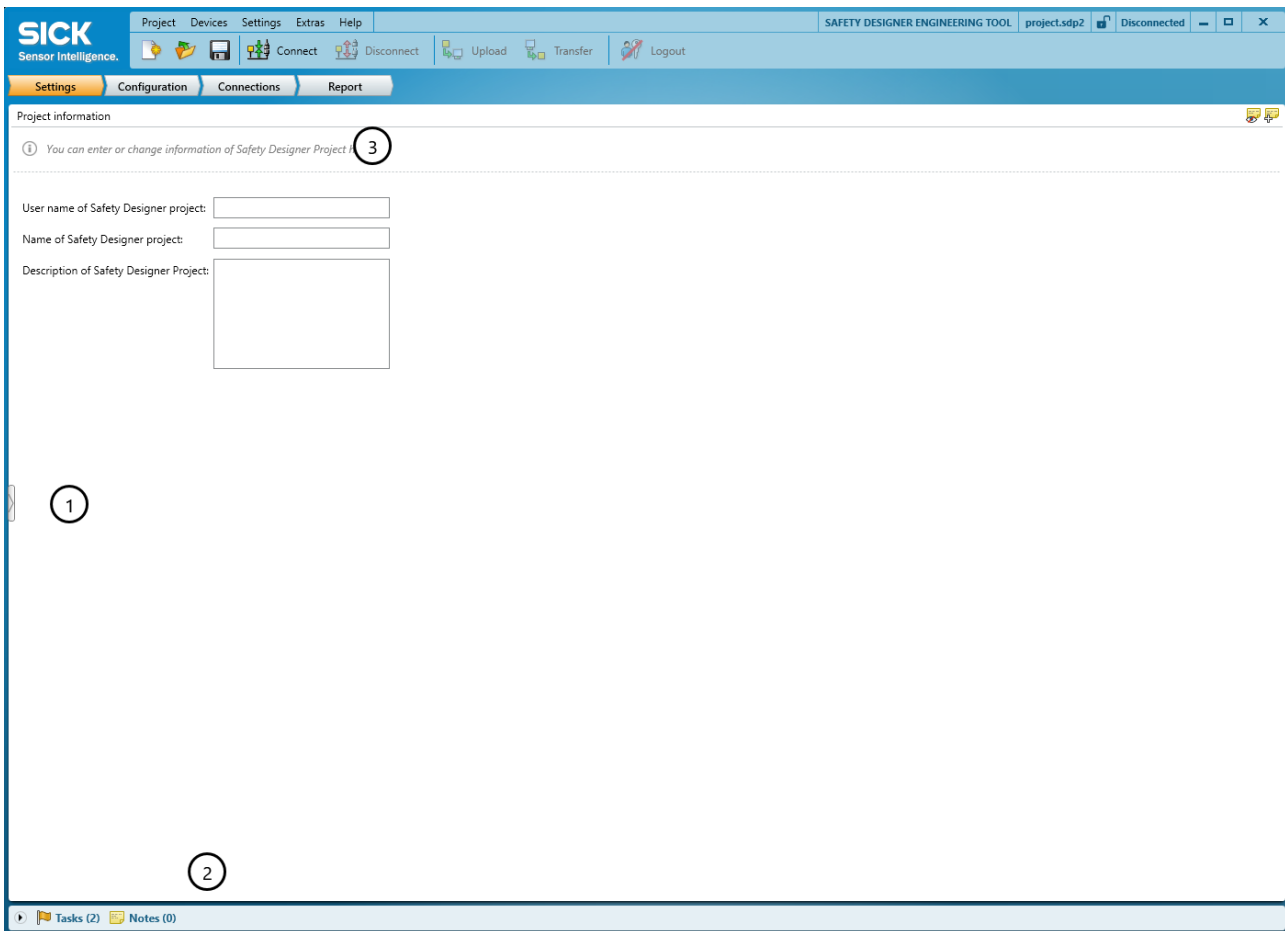 SICK
Sensor Intelligence.
Project Devices Settings Extras Help
SAFETY DESIGNER ENGINEERING TOOL project.sdp2 Disconnected
Connect Disconnect Upload Transfer Logout
Settings Configuration Connections Report
Project information
You can enter or change information of Safety Designer Project
3
User name of Safety Designer project:
Name of Safety Designer project:
Description of Safety Designer Project:
1
2
Tasks (2) Notes (0)